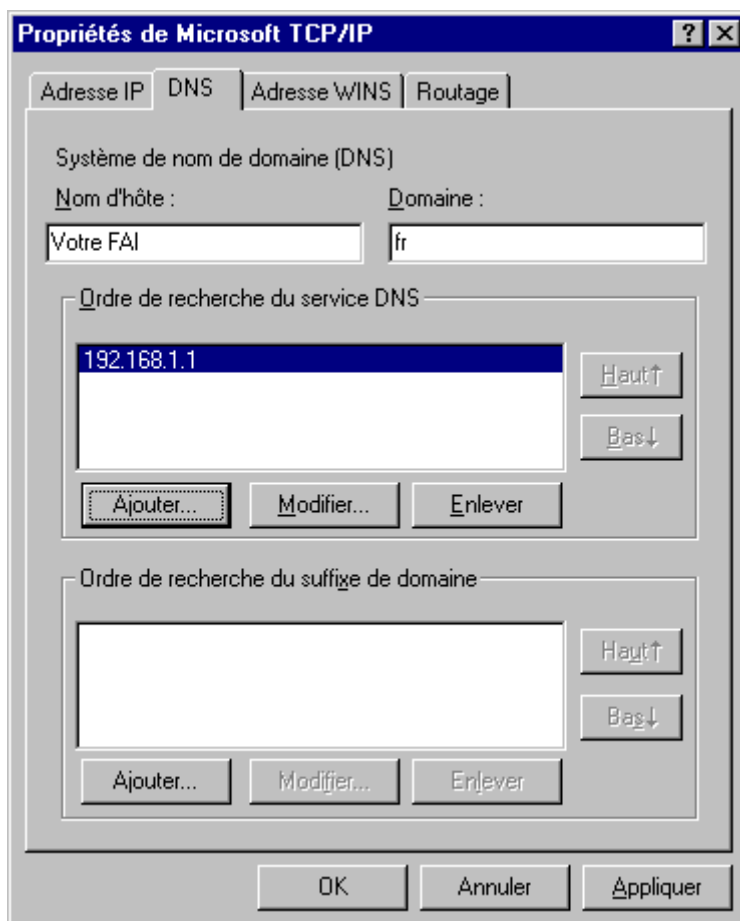 Propriétés de Microsoft TCP/IP
Adresse IP DNS Adresse WINS Routage
Système de nom de domaine (DNS)
Nom d'hôte : Domaine :
Votre FAI fr
Ordre de recherche du service DNS
192.168.1.1
Haut↑
Bas↓
Ajouter... Modifier... Enlever
Ordre de recherche du suffixe de domaine
Haut↑
Bas↓
Ajouter... Modifier... Enlever
OK Annuler Appliquer